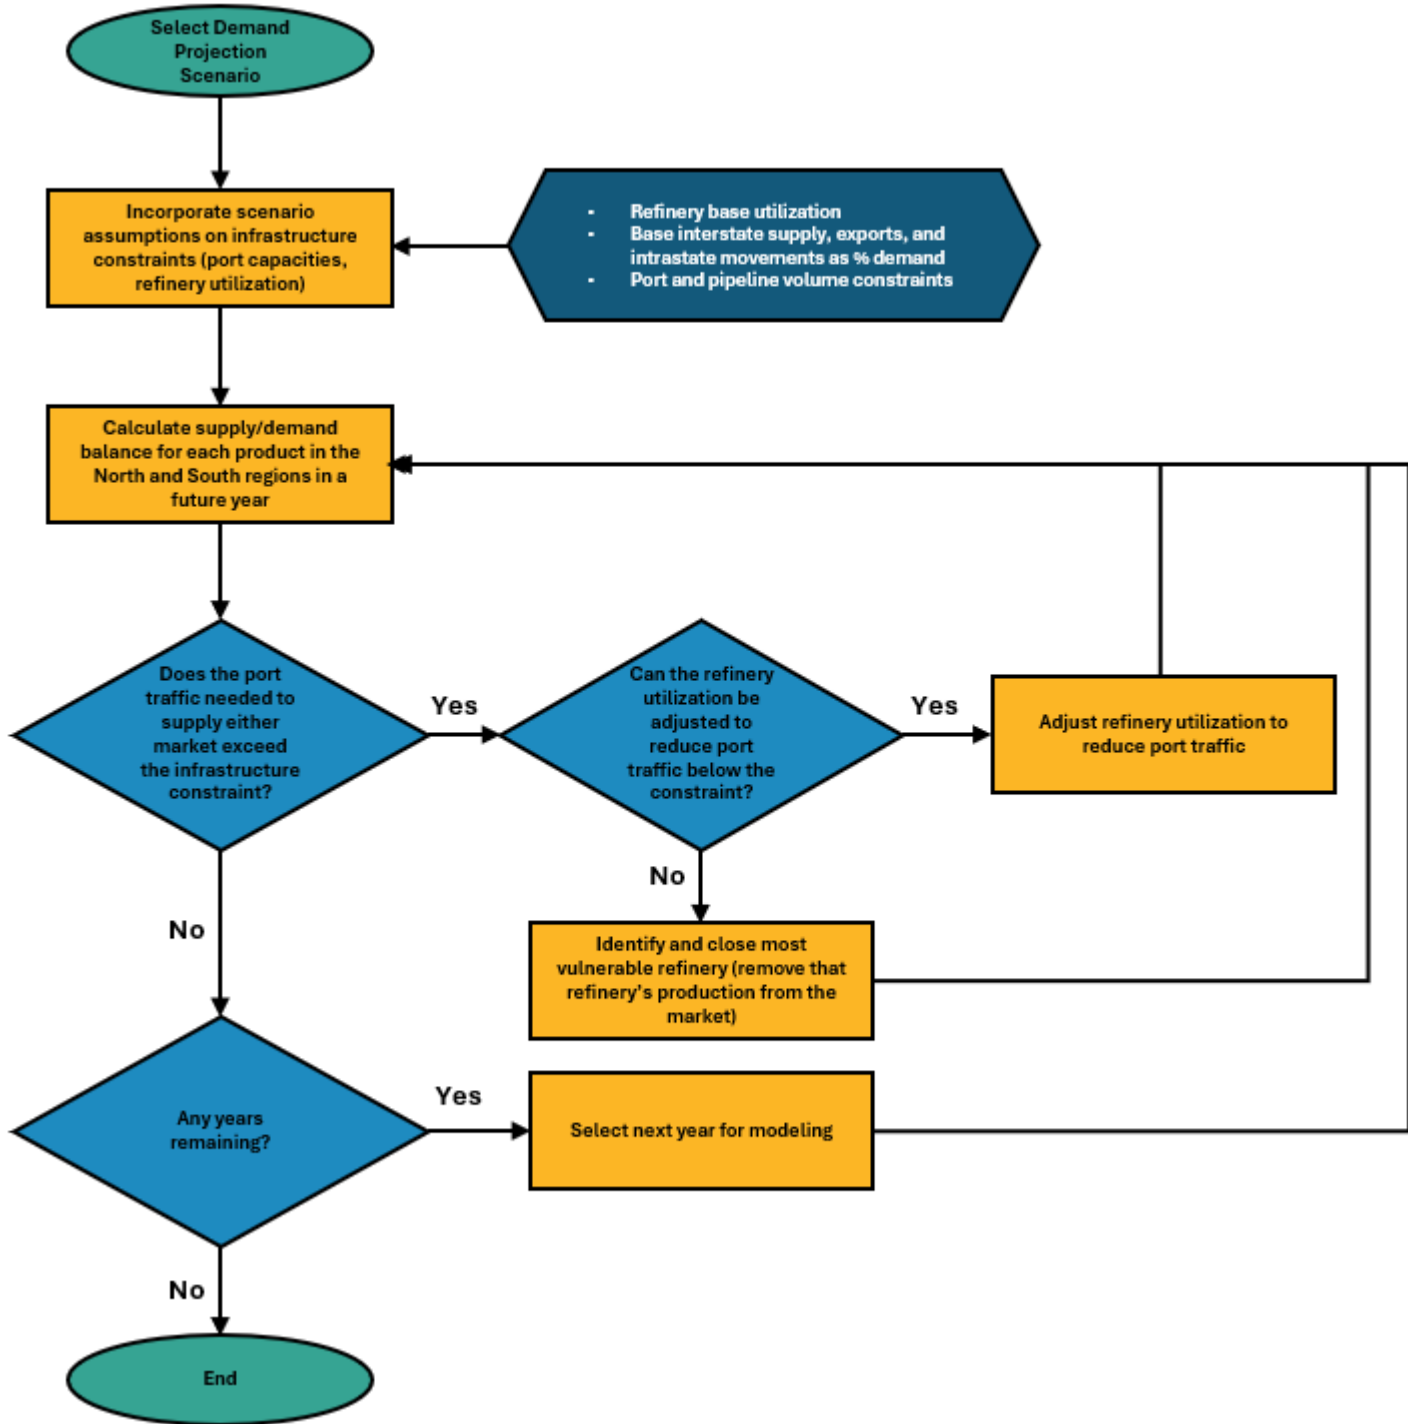 Select Demand
Projection
Scenario
Incorporate scenario
assumptions on infrastructure
constraints (port capacities,
refinery utilization)
- Refinery base utilization
- Base interstate supply, exports, and
intrastate movements as % demand
- Port and pipeline volume constraints
Calculate supply/demand
balance for each product in the
North and South regions in a
future year
Does the port
traffic needed to
supply either
market exceed
the infrastructure
constraint?
Yes
Can the refinery
utilization be
adjusted to
reduce port
traffic below the
constraint?
Yes
Adjust refinery utilization to
reduce port traffic
No
No
Identify and close most
vulnerable refinery (remove that
refinery's production from the
market)
Any years
remaining?
Yes
Select next year for modeling
No
End